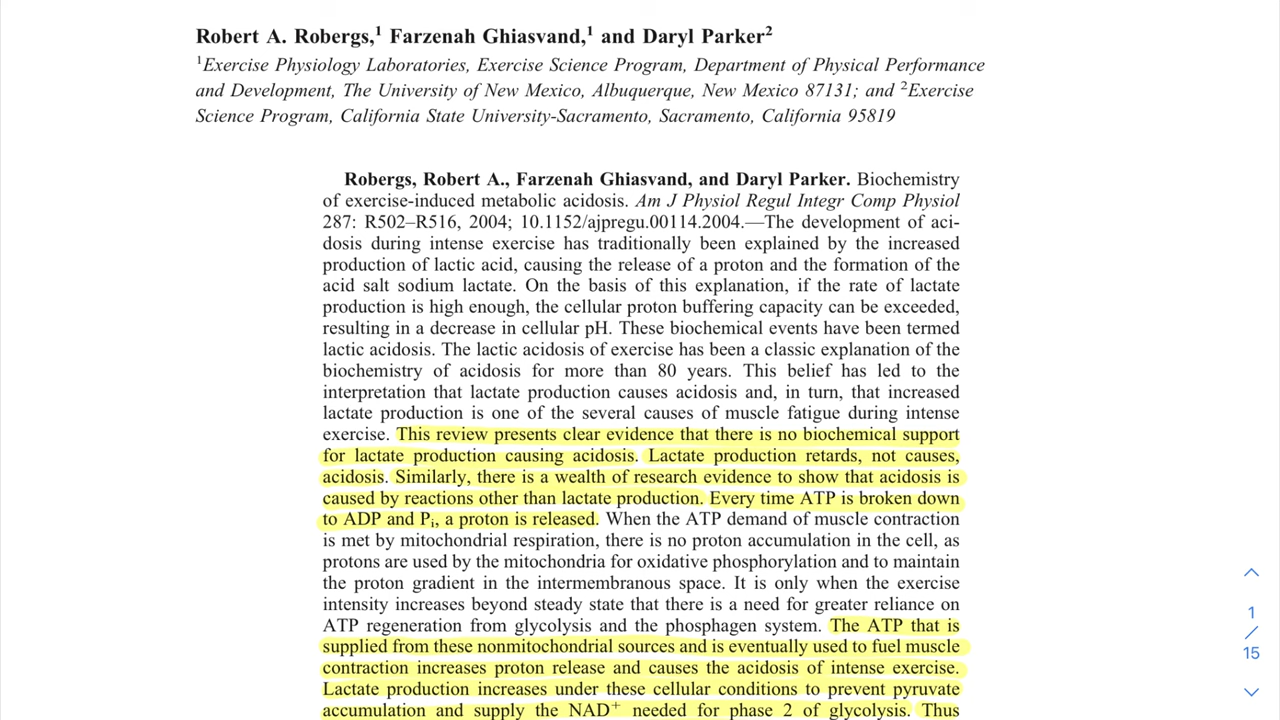 Robert A. Robergs,¹ Farzenah Ghiasvand,¹ and Daryl Parker²
¹Exercise Physiology Laboratories, Exercise Science Program, Department of Physical Performance
and Development, The University of New Mexico, Albuquerque, New Mexico 87131; and ²Exercise
Science Program, California State University-Sacramento, Sacramento, California 95819
Robergs, Robert A., Farzenah Ghiasvand, and Daryl Parker. Biochemistry
of exercise-induced metabolic acidosis. Am J Physiol Regul Integr Comp Physiol
287: R502–R516, 2004; 10.1152/ajpregu.00114.2004.—The development of aci-
dosis during intense exercise has traditionally been explained by the increased
production of lactic acid, causing the release of a proton and the formation of the
acid salt sodium lactate. On the basis of this explanation, if the rate of lactate
production is high enough, the cellular proton buffering capacity can be exceeded,
resulting in a decrease in cellular pH. These biochemical events have been termed
lactic acidosis. The lactic acidosis of exercise has been a classic explanation of the
biochemistry of acidosis for more than 80 years. This belief has led to the
interpretation that lactate production causes acidosis and, in turn, that increased
lactate production is one of the several causes of muscle fatigue during intense
exercise. This review presents clear evidence that there is no biochemical support
for lactate production causing acidosis. Lactate production retards, not causes,
acidosis. Similarly, there is a wealth of research evidence to show that acidosis is
caused by reactions other than lactate production. Every time ATP is broken down
to ADP and Pᵢ, a proton is released. When the ATP demand of muscle contraction
is met by mitochondrial respiration, there is no proton accumulation in the cell, as
protons are used by the mitochondria for oxidative phosphorylation and to maintain
the proton gradient in the intermembranous space. It is only when the exercise
intensity increases beyond steady state that there is a need for greater reliance on
ATP regeneration from glycolysis and the phosphagen system. The ATP that is
supplied from these nonmitochondrial sources and is eventually used to fuel muscle
contraction increases proton release and causes the acidosis of intense exercise.
Lactate production increases under these cellular conditions to prevent pyruvate
accumulation and supply the NAD⁺ needed for phase 2 of glycolysis. Thus
1
/
15